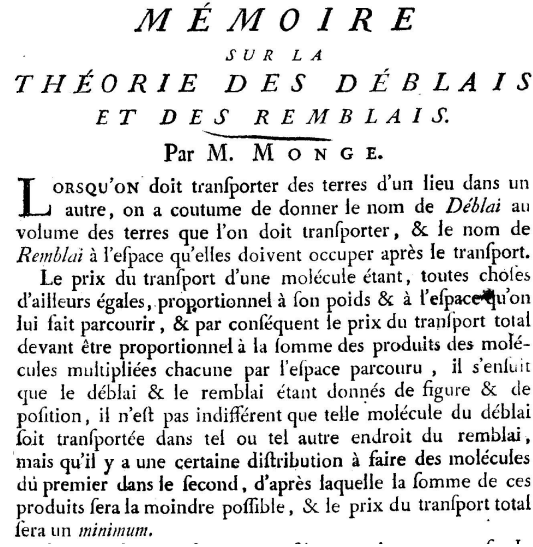 MÉMOIRE
SUR LA
THÉORIE DES DÉBLAIS
ET DES REMBLAIS.
Par M. MONGE.
LORSQU'ON doit tranſporter des terres d'un lieu dans un
autre, on a coutume de donner le nom de Déblai au
volume des terres que l'on doit tranſporter, & le nom de
Remblai à l'eſpace qu'elles doivent occuper après le tranſport.
Le prix du tranſport d'une molécule étant, toutes choſes
d'ailleurs égales, proportionnel à ſon poids & à l'eſpace qu'on
lui fait parcourir, & par conſéquent le prix du tranſport total
devant être proportionnel à la ſomme des produits des molé-
cules multipliées chacune par l'eſpace parcouru, il s'enſuit
que le déblai & le remblai étant donnés de figure & de
poſition, il n'eſt pas indifférent que telle molécule du déblai
ſoit tranſportée dans tel ou tel autre endroit du remblai,
mais qu'il y a une certaine diſtribution à faire des molécules
du premier dans le ſecond, d'après laquelle la ſomme de ces
produits ſera la moindre poſſible, & le prix du tranſport total
ſera un minimum.